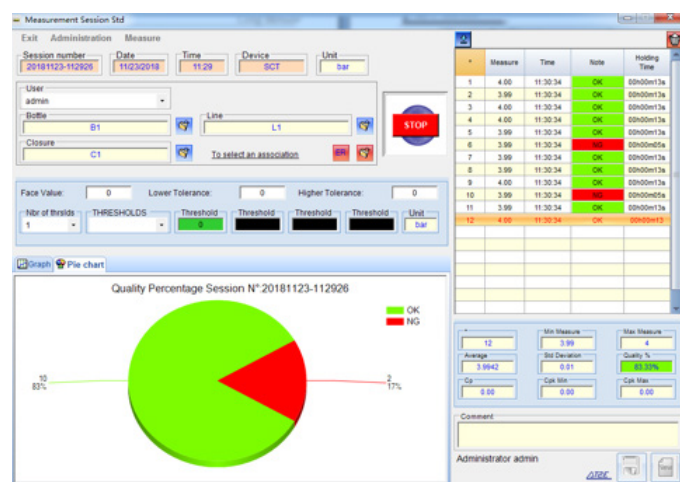 Measurement Session Std
Exit Administration Measure
Session number Date Time Device Unit
20181123-112926 11/23/2018 11:29 SCT bar
User
admin
Bottle Line
B1 L1
STOP
Closure
C1 To select an association
Face Value: 0 Lower Tolerance: 0 Higher Tolerance: 0
Nbr of thrslds THRESHOLDS Threshold Threshold Threshold Threshold Unit
1 0 bar
Graph Pie chart
Quality Percentage Session N°:20181123-112926
OK
NG
10
83%
2
17%
* Measure Time Note Holding Time
1 4.00 11:30:34 OK 00h00m13s
2 3.99 11:30:34 OK 00h00m13s
3 4.00 11:30:34 OK 00h00m13s
4 4.00 11:30:34 OK 00h00m13s
5 3.99 11:30:34 OK 00h00m13s
6 3.99 11:30:34 NG 00h00m05s
7 3.99 11:30:34 OK 00h00m13s
8 3.99 11:30:34 OK 00h00m13s
9 4.00 11:30:34 OK 00h00m13s
10 3.99 11:30:34 NG 00h00m05s
11 3.99 11:30:34 OK 00h00m13s
12 4.00 11:30:34 OK 00h00m13
* Min Measure Max Measure
12 3.99 4
Average Std Deviation Quality %
3.9942 0.01 83.33%
Cp Cpk Min Cpk Max
0.00 0.00 0.00
Comment
Administrator admin